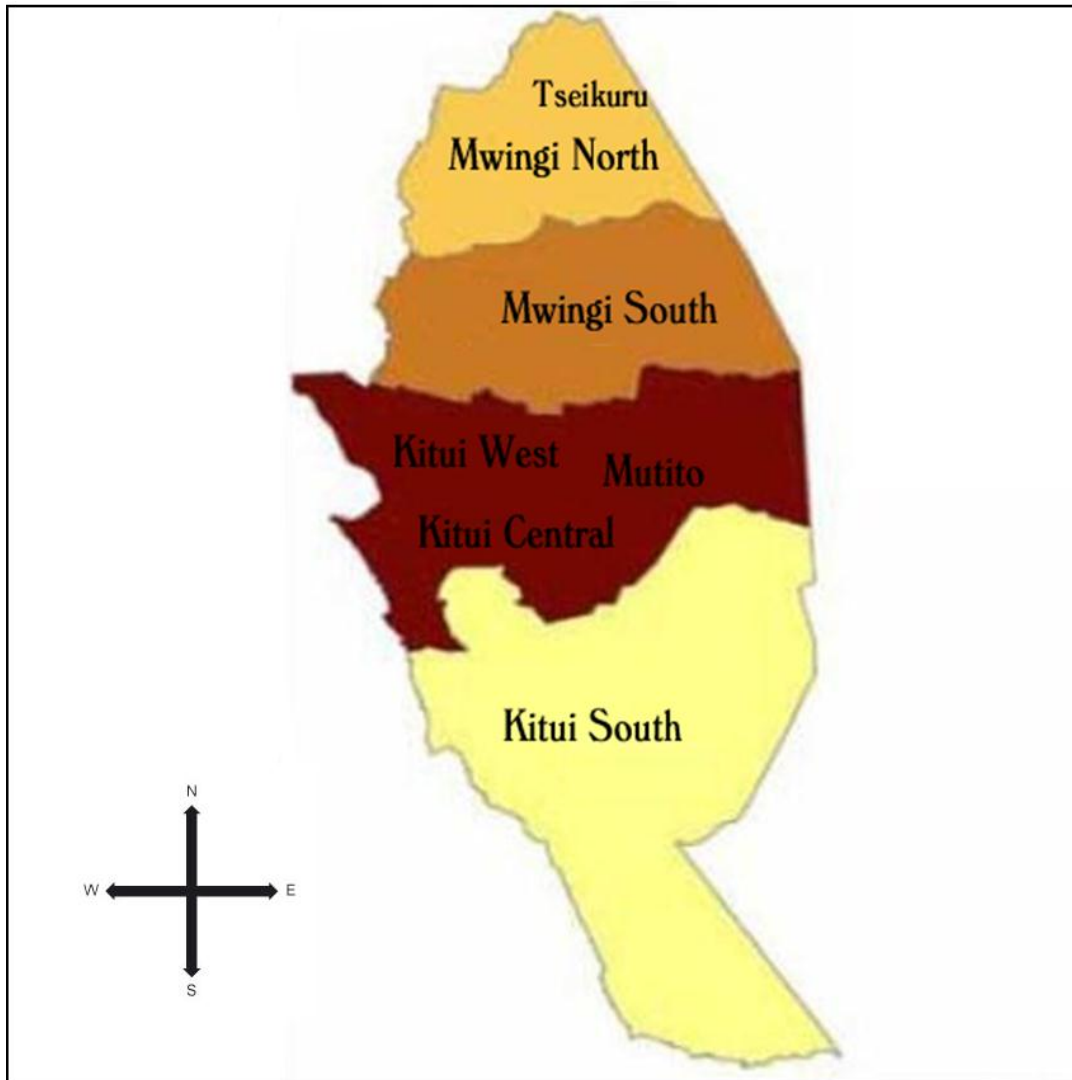 Tseikuru
Mwingi North
Mwingi South
Kitui West
Mutito
Kitui Central
Kitui South
N
W
E
S